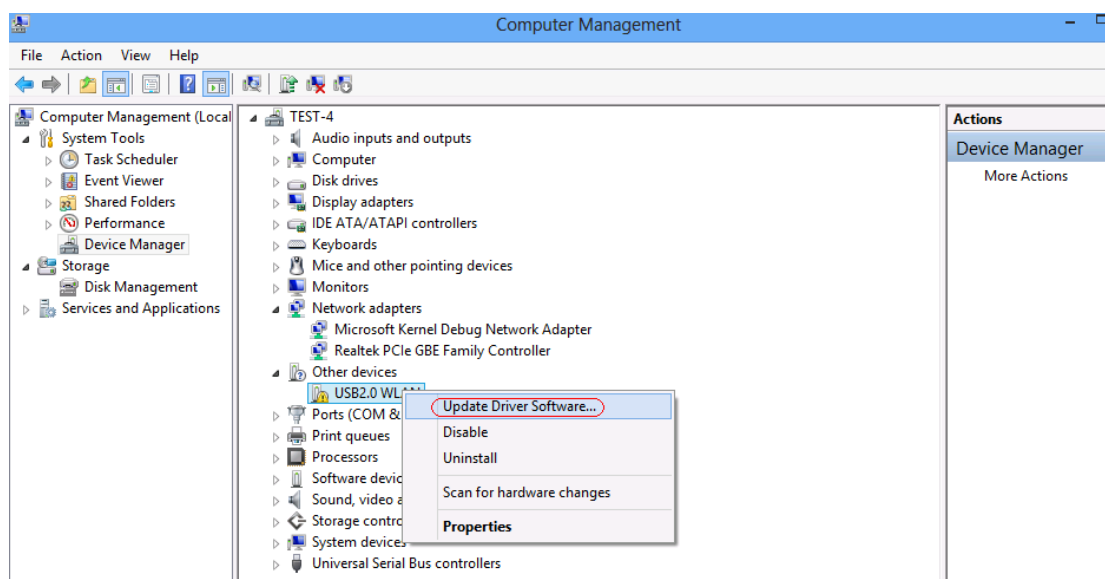 Computer Management
File Action View Help
Computer Management (Local
System Tools
Task Scheduler
Event Viewer
Shared Folders
Performance
Device Manager
Storage
Disk Management
Services and Applications
TEST-4
Audio inputs and outputs
Computer
Disk drives
Display adapters
IDE ATA/ATAPI controllers
Keyboards
Mice and other pointing devices
Monitors
Network adapters
Microsoft Kernel Debug Network Adapter
Realtek PCIe GBE Family Controller
Other devices
USB2.0 WLAN
Ports (COM &
Print queues
Processors
Software devic
Sound, video a
Storage contro
System devices
Universal Serial Bus controllers
Update Driver Software...
Disable
Uninstall
Scan for hardware changes
Properties
Actions
Device Manager
More Actions